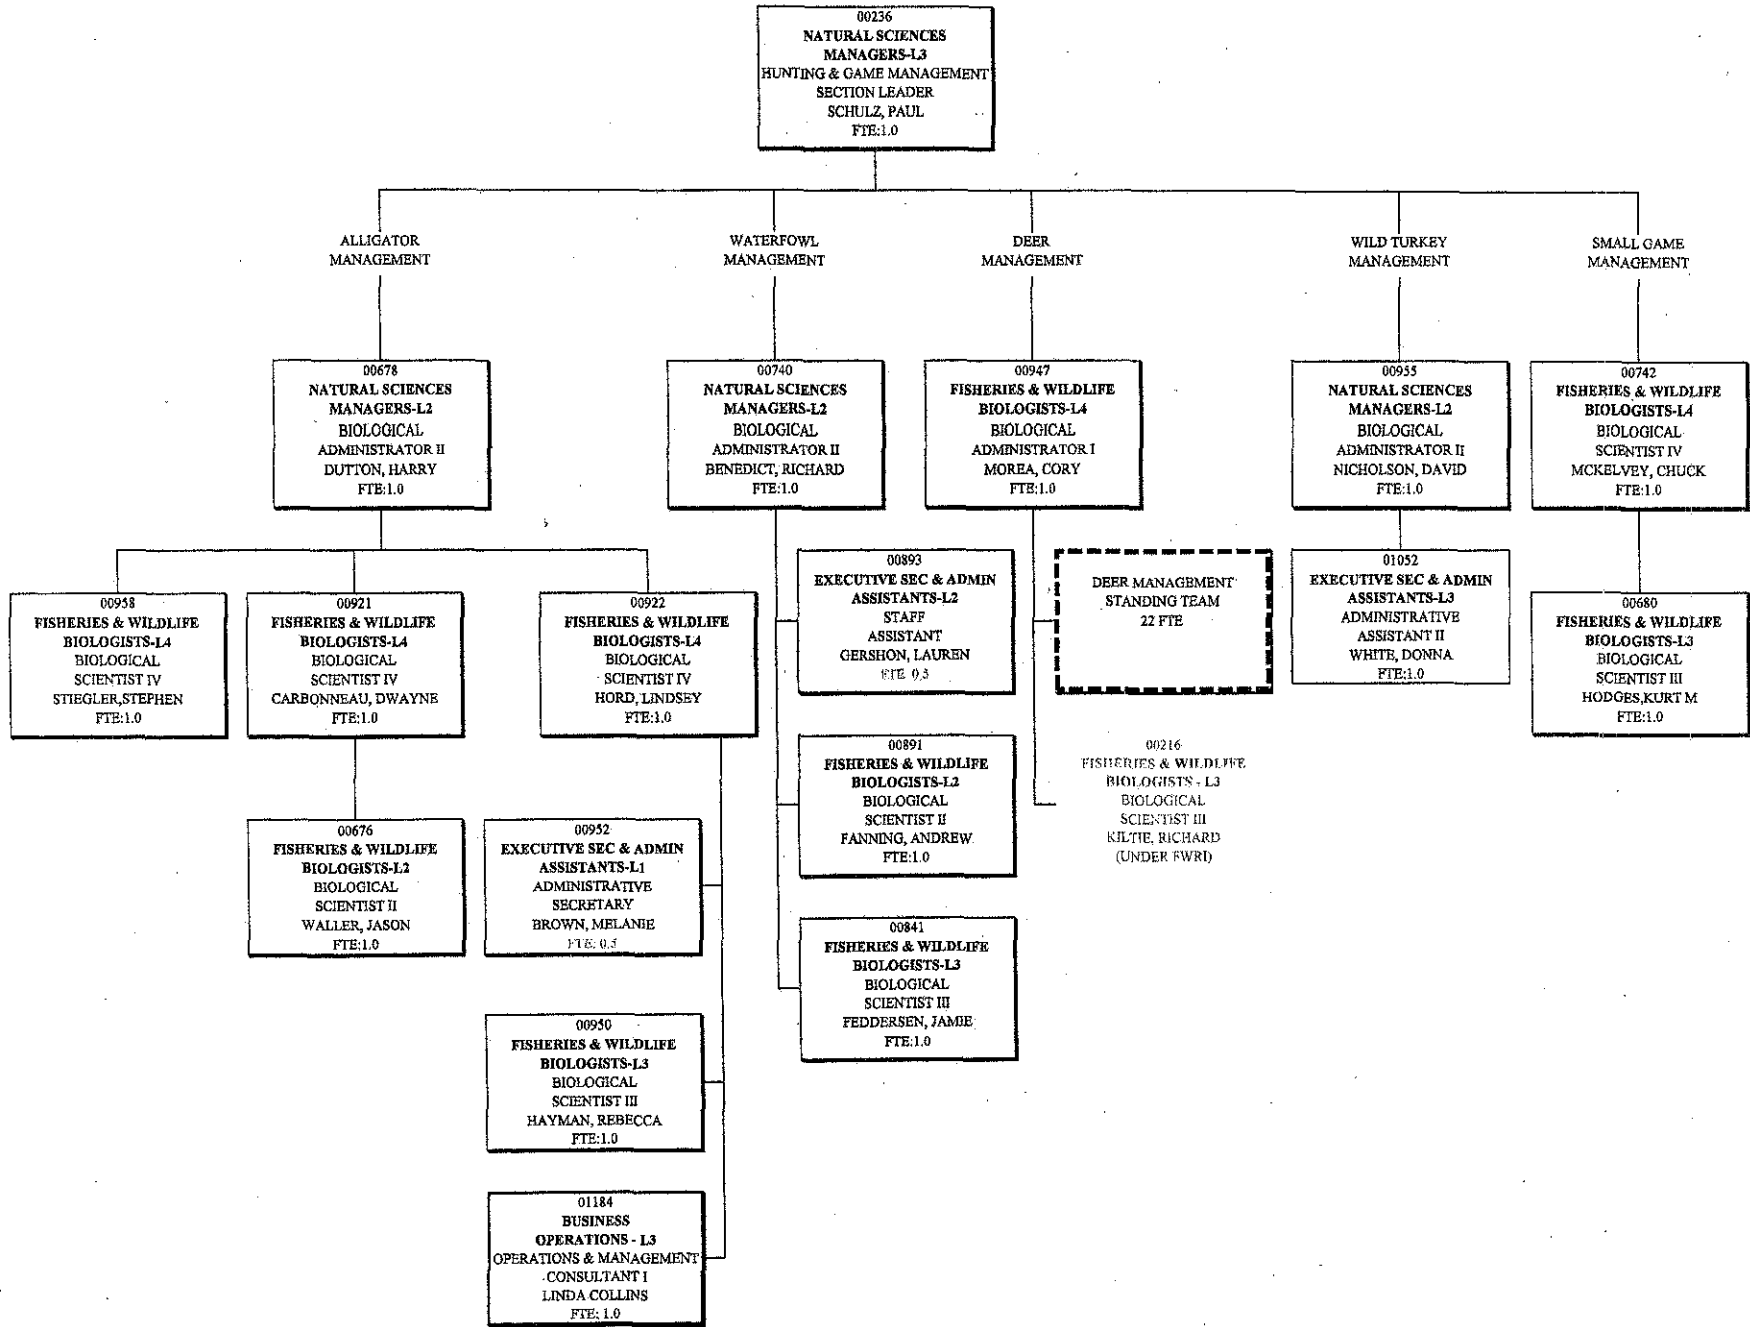 00236
NATURAL SCIENCES
MANAGERS-L3
HUNTING & GAME MANAGEMENT
SECTION LEADER
SCHULZ, PAUL
FTE:1.0
ALLIGATOR
MANAGEMENT
WATERFOWL
MANAGEMENT
DEER
MANAGEMENT
WILD TURKEY
MANAGEMENT
SMALL GAME
MANAGEMENT
00678
NATURAL SCIENCES
MANAGERS-L2
BIOLOGICAL
ADMINISTRATOR II
DUTTON, HARRY
FTE:1.0
00740
NATURAL SCIENCES
MANAGERS-L2
BIOLOGICAL
ADMINISTRATOR II
BENEDICT, RICHARD
FTE:1.0
00947
FISHERIES & WILDLIFE
BIOLOGISTS-L4
BIOLOGICAL
ADMINISTRATOR I
MOREA, CORY
FTE:1.0
00955
NATURAL SCIENCES
MANAGERS-L2
BIOLOGICAL
ADMINISTRATOR II
NICHOLSON, DAVID
FTE:1.0
00742
FISHERIES & WILDLIFE
BIOLOGISTS-L4
BIOLOGICAL
SCIENTIST IV
MCKELVEY, CHUCK
FTE:1.0
00958
FISHERIES & WILDLIFE
BIOLOGISTS-L4
BIOLOGICAL
SCIENTIST IV
STIEGLER,STEPHEN
FTE:1.0
00921
FISHERIES & WILDLIFE
BIOLOGISTS-L4
BIOLOGICAL
SCIENTIST IV
CARBONNEAU, DWAYNE
FTE:1.0
00922
FISHERIES & WILDLIFE
BIOLOGISTS-L4
BIOLOGICAL
SCIENTIST IV
HORD, LINDSEY
FTE:1.0
00893
EXECUTIVE SEC & ADMIN
ASSISTANTS-L2
STAFF
ASSISTANT
GERSHON, LAUREN
FTE 0.5
DEER MANAGEMENT
STANDING TEAM
22 FTE
01052
EXECUTIVE SEC & ADMIN
ASSISTANTS-L3
ADMINISTRATIVE
ASSISTANT II
WHITE, DONNA
FTE:1.0
00680
FISHERIES & WILDLIFE
BIOLOGISTS-L3
BIOLOGICAL
SCIENTIST III
HODGES,KURT M
FTE:1.0
00676
FISHERIES & WILDLIFE
BIOLOGISTS-L2
BIOLOGICAL
SCIENTIST II
WALLER, JASON
FTE:1.0
00952
EXECUTIVE SEC & ADMIN
ASSISTANTS-L1
ADMINISTRATIVE
SECRETARY
BROWN, MELANIE
FTE: 0.5
00891
FISHERIES & WILDLIFE
BIOLOGISTS-L2
BIOLOGICAL
SCIENTIST II
FANNING, ANDREW
FTE:1.0
00216
FISHERIES & WILDLIFE
BIOLOGISTS - L3
BIOLOGICAL
SCIENTIST III
KILTIE, RICHARD
(UNDER FWRI)
00841
FISHERIES & WILDLIFE
BIOLOGISTS-L3
BIOLOGICAL
SCIENTIST III
FEDDERSEN, JAMIE
FTE:1.0
00950
FISHERIES & WILDLIFE
BIOLOGISTS-L3
BIOLOGICAL
SCIENTIST III
HAYMAN, REBECCA
FTE:1.0
01184
BUSINESS
OPERATIONS - L3
OPERATIONS & MANAGEMENT
CONSULTANT I
LINDA COLLINS
FTE: 1.0